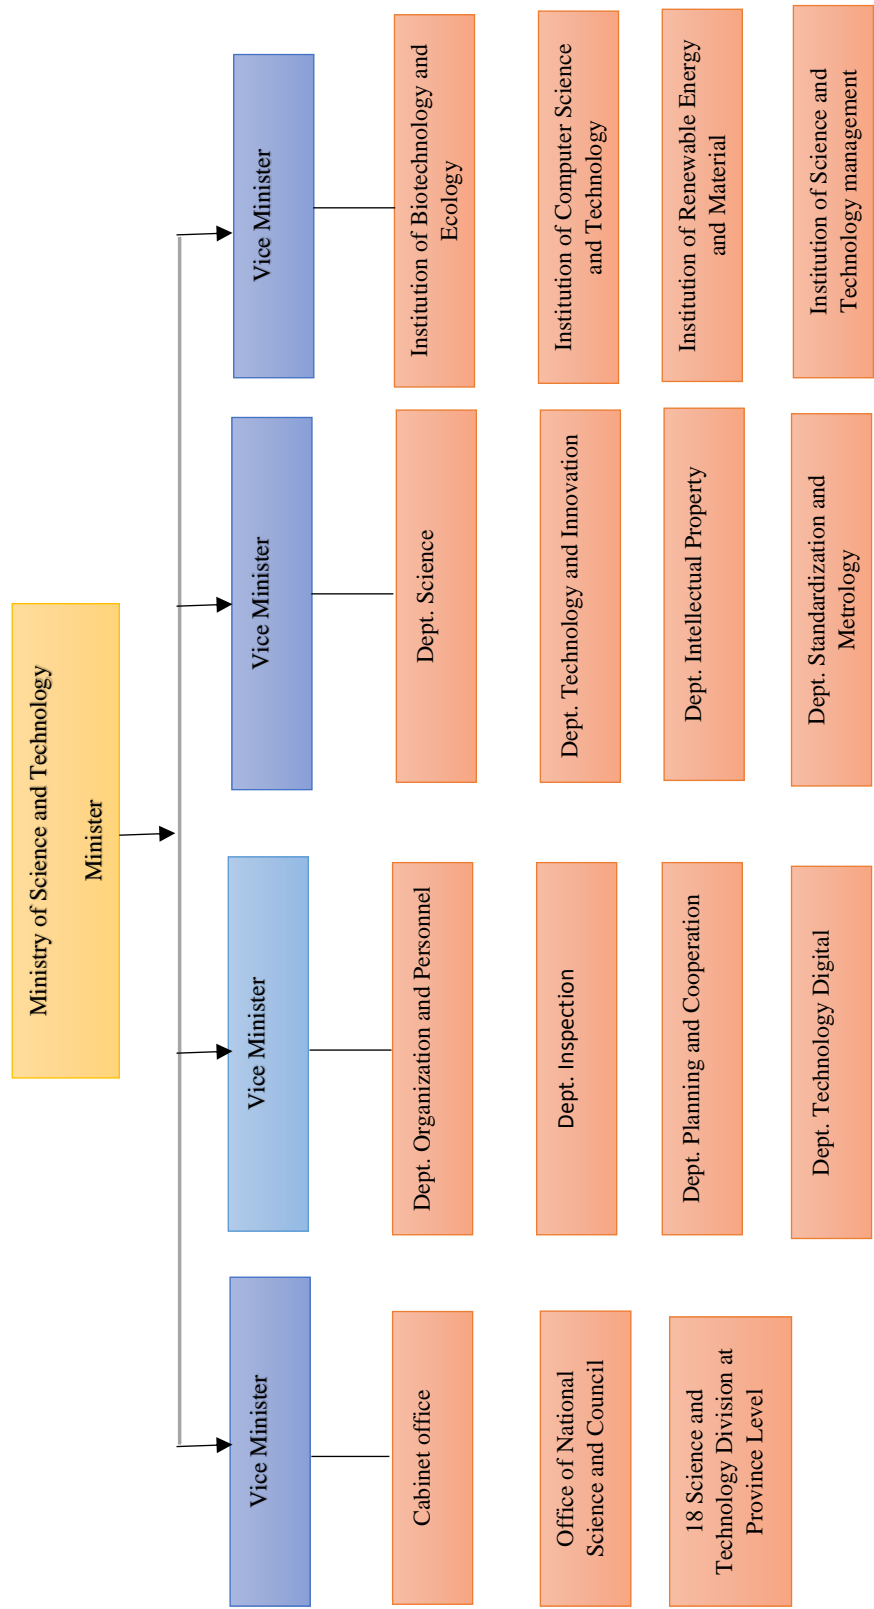 Ministry of Science and Technology
Minister
Vice Minister
Vice Minister
Vice Minister
Vice Minister
Cabinet office
Dept. Organization and Personnel
Dept. Science
Institution of Biotechnology and
Ecology
Office of National
Science and Council
Dept. Inspection
Dept. Technology and Innovation
Institution of Computer Science
and Technology
18 Science and
Technology Division at
Province Level
Dept. Planning and Cooperation
Dept. Intellectual Property
Institution of Renewable Energy
and Material
Dept. Technology Digital
Dept. Standardization and
Metrology
Institution of Science and
Technology management